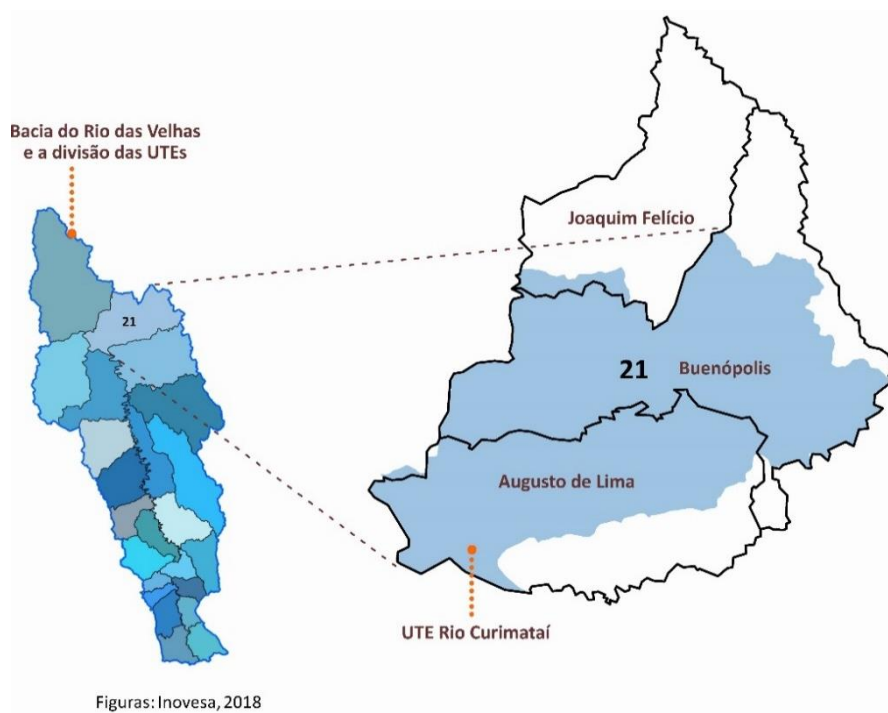 Bacia do Rio das Velhas
e a divisão das UTEs
Joaquim Felício
21
21
Buenópolis
Augusto de Lima
UTE Rio Curimataí
Figuras: Inovesa, 2018